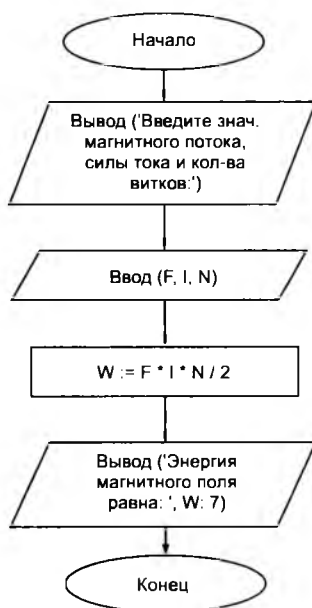 Начало
Вывод ('Введите знач.
магнитного потока,
силы тока и кол-ва
витков:')
Ввод (F, I, N)
W := F * I * N / 2
Вывод ('Энергия
магнитного поля
равна: ', W: 7)
Конец